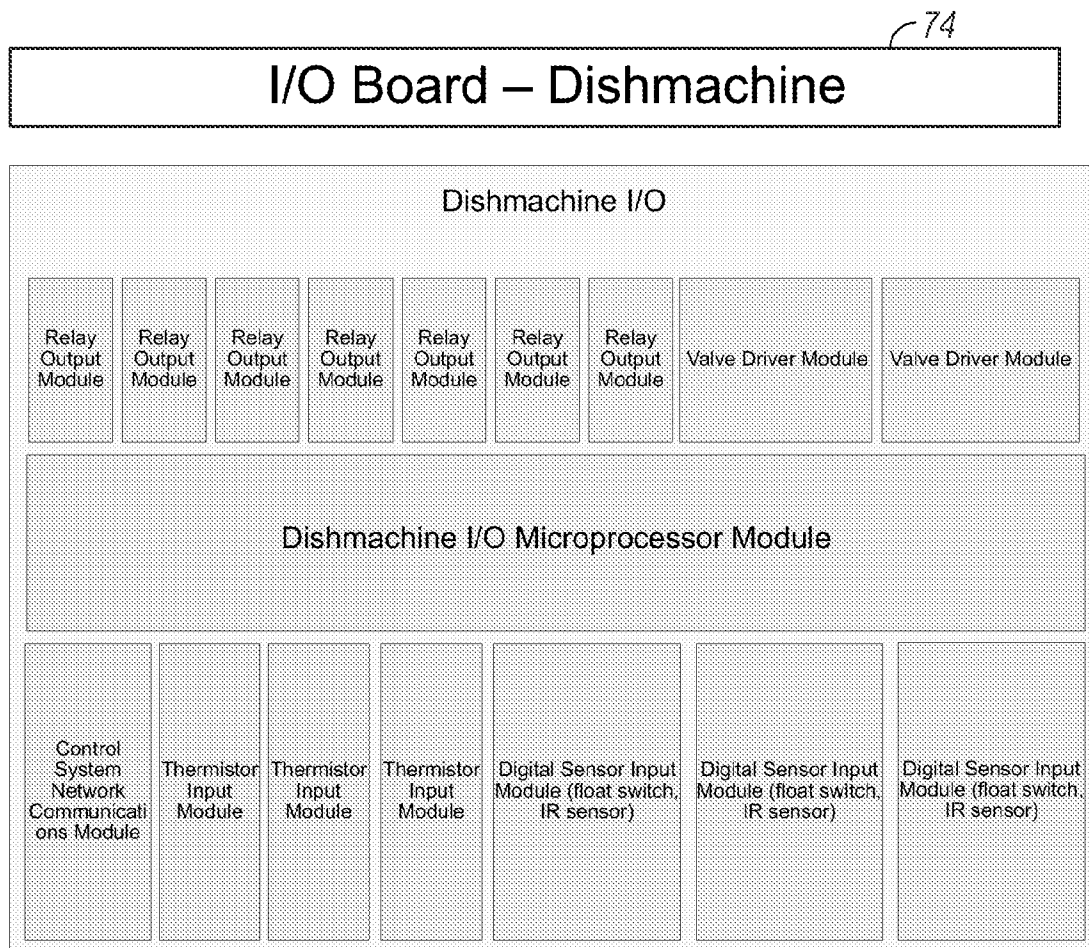 74
I/O Board – Dishmachine
Dishmachine I/O
Relay
Output
Module
Relay
Output
Module
Relay
Output
Module
Relay
Output
Module
Relay
Output
Module
Relay
Output
Module
Relay
Output
Module
Valve Driver Module
Valve Driver Module
Dishmachine I/O Microprocessor Module
Control
System
Network
Communicati
ons Module
Thermistor
Input
Module
Thermistor
Input
Module
Thermistor
Input
Module
Digital Sensor Input
Module (float switch,
IR sensor)
Digital Sensor Input
Module (float switch,
IR sensor)
Digital Sensor Input
Module (float switch,
IR sensor)